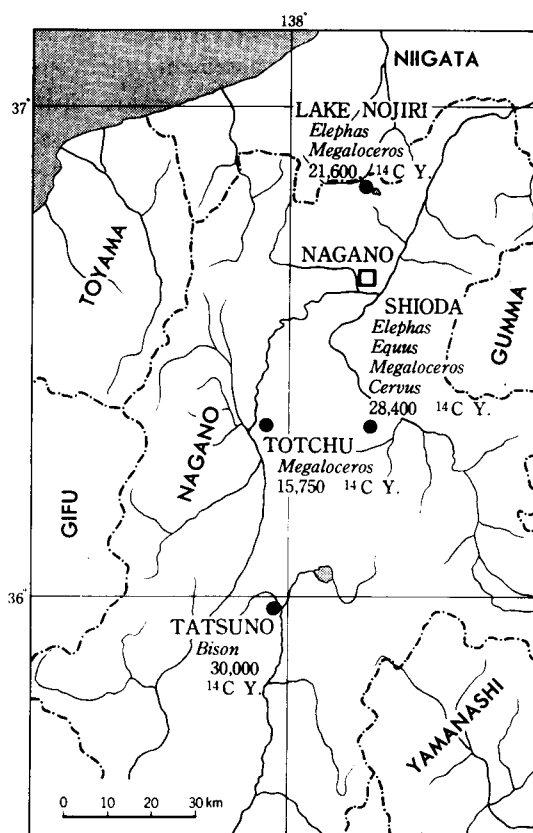 138°
NIIGATA
37°
LAKE NOJIRI
Elephas
Megaloceros
21,600 ¹⁴C Y.
TOYAMA
NAGANO
SHIODA
Elephas
Equus
Megaloceros
Cervus
28,400 ¹⁴C Y.
GUMMA
NAGANO
TOTCHU
Megaloceros
15,750 ¹⁴C Y.
GIFU
36°
TATSUNO
Bison
30,000
¹⁴C Y.
YAMANASHI
0 10 20 30 km